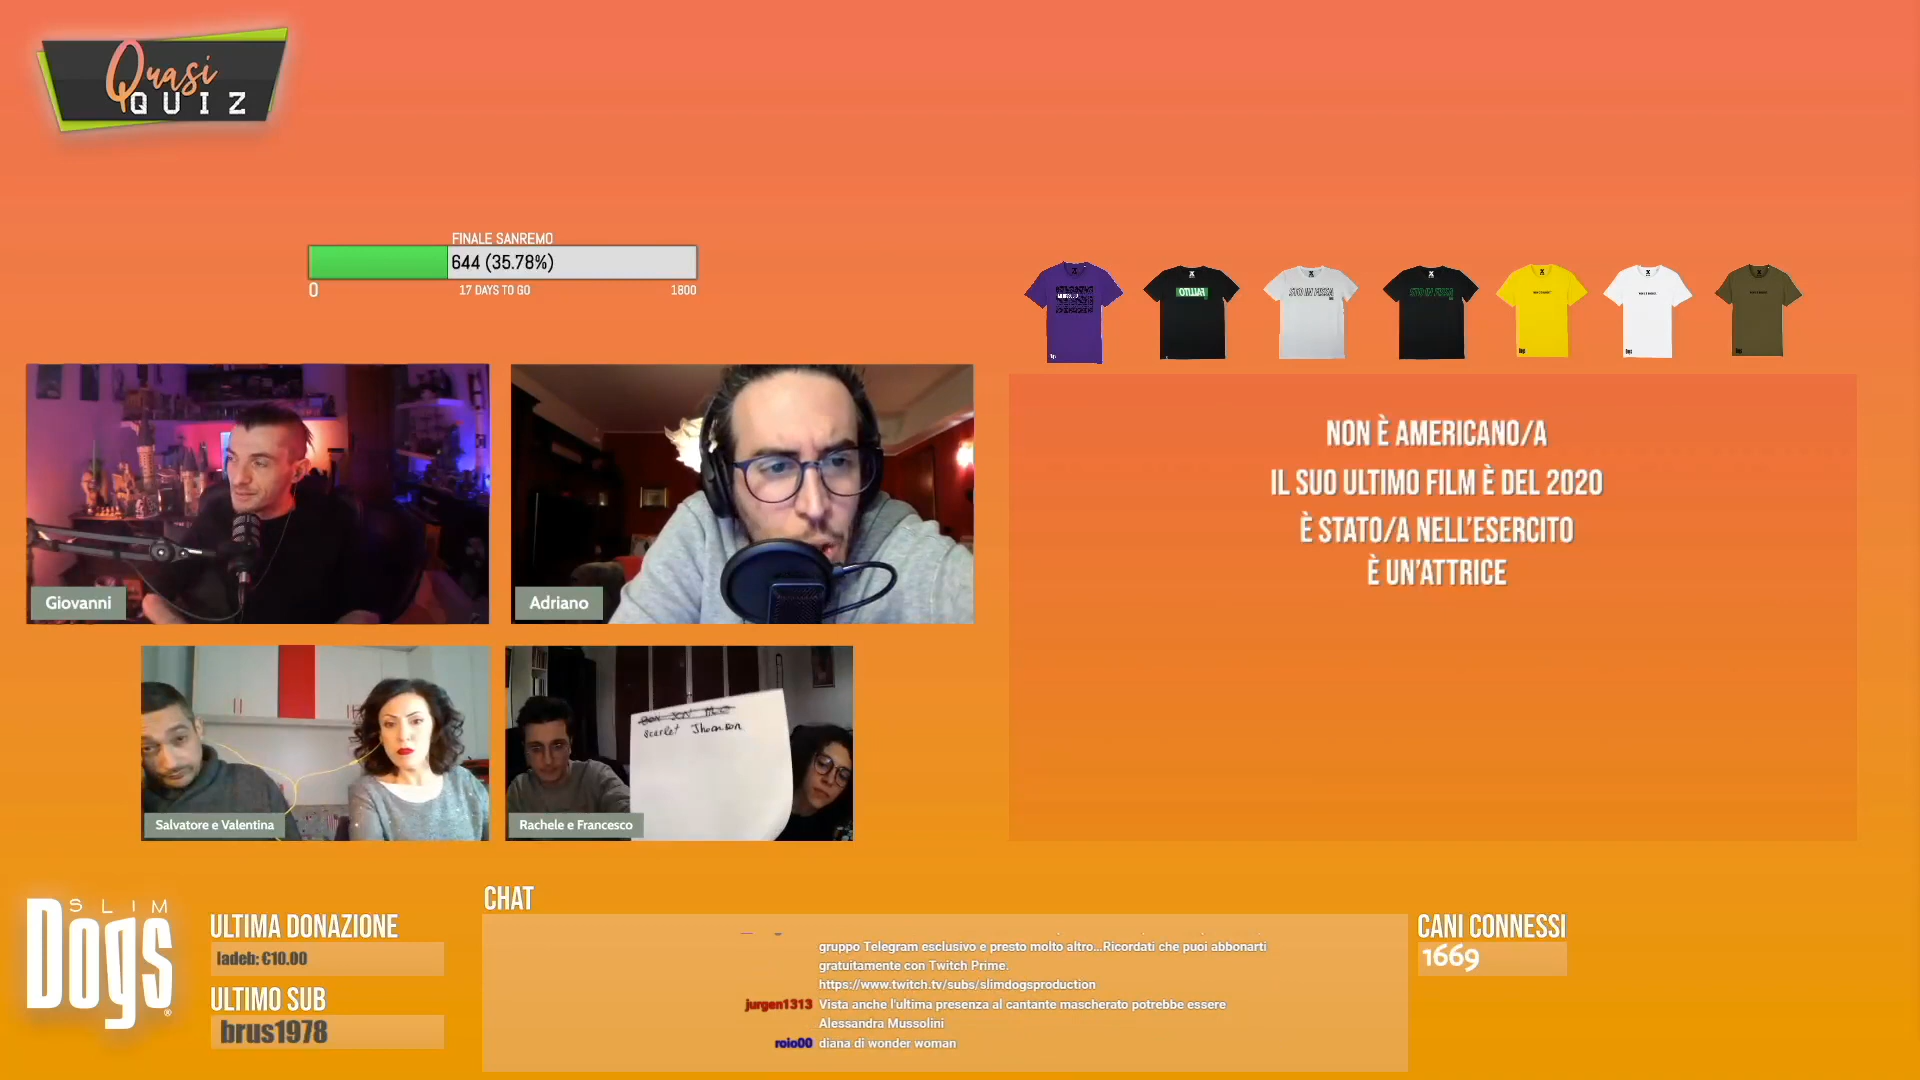 Quasi
QUIZ
FINALE SANREMO
644 (35.78%)
0
17 DAYS TO GO
1800
FALLITO
NON È AMERICANO/A
IL SUO ULTIMO FILM È DEL 2020
È STATO/A NELL'ESERCITO
È UN'ATTRICE
Giovanni
Adriano
Scarlet Jhornson
Salvatore e Valentina
Rachele e Francesco
SLIM
Dogs®
ULTIMA DONAZIONE
ladeb: €10.00
ULTIMO SUB
brus1978
CHAT
gruppo Telegram esclusivo e presto molto altro...Ricordati che puoi abbonarti
gratuitamente con Twitch Prime.
https://www.twitch.tv/subs/slimdogsproduction
jurgen1313 Vista anche l'ultima presenza al cantante mascherato potrebbe essere
Alessandra Mussolini
roio00 diana di wonder woman
CANI CONNESSI
1669